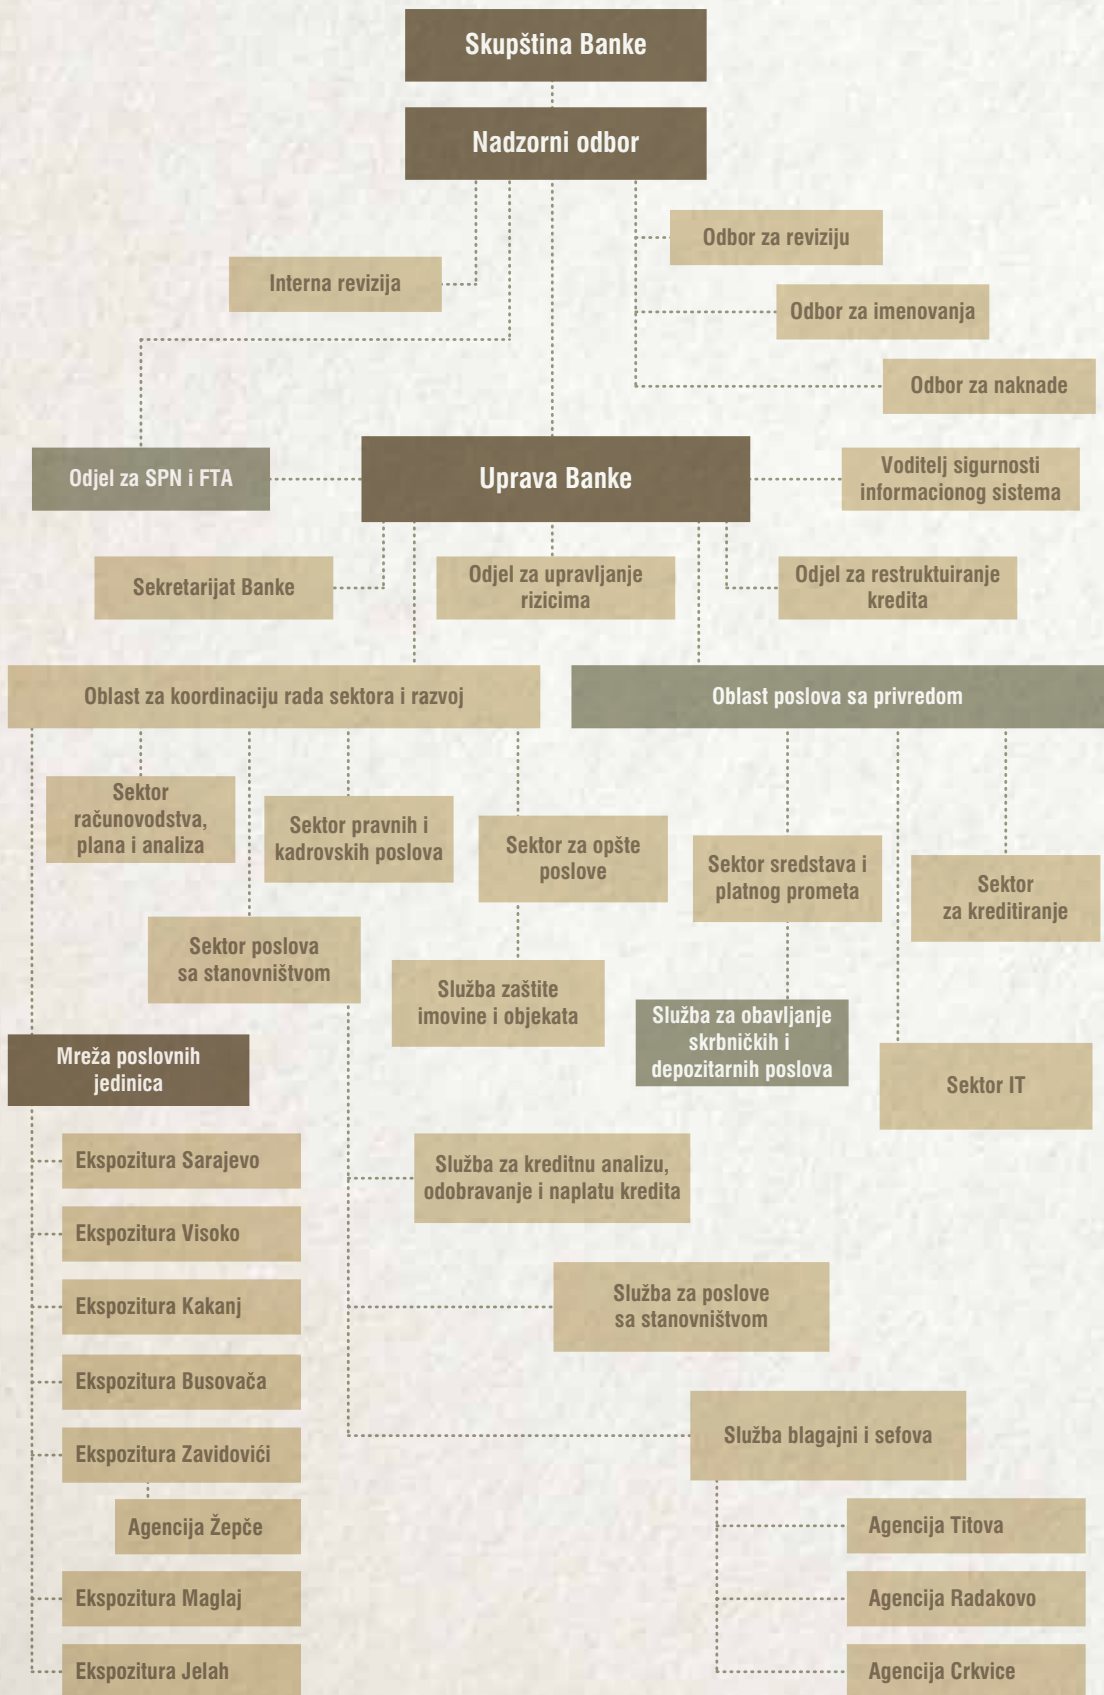 Skupština Banke
Nadzorni odbor
Odbor za reviziju
Interna revizija
Odbor za imenovanja
Odbor za naknade
Odjel za SPN i FTA
Uprava Banke
Voditelj sigurnosti
informacionog sistema
Sekretarijat Banke
Odjel za upravljanje
rizicima
Odjel za restruktuiranje
kredita
Oblast za koordinaciju rada sektora i razvoj
Oblast poslova sa privredom
Sektor
računovodstva,
plana i analiza
Sektor pravnih i
kadrovskih poslova
Sektor za opšte
poslove
Sektor sredstava i
platnog prometa
Sektor
za kreditiranje
Sektor poslova
sa stanovništvom
Služba zaštite
imovine i objekata
Služba za obavljanje
skrbničkih i
depozitarnih poslova
Mreža poslovnih
jedinica
Sektor IT
Ekspozitura Sarajevo
Služba za kreditnu analizu,
odobravanje i naplatu kredita
Ekspozitura Visoko
Ekspozitura Kakanj
Služba za poslove
sa stanovništvom
Ekspozitura Busovača
Ekspozitura Zavidovići
Služba blagajni i sefova
Agencija Žepče
Agencija Titova
Ekspozitura Maglaj
Agencija Radakovo
Ekspozitura Jelah
Agencija Crkvice